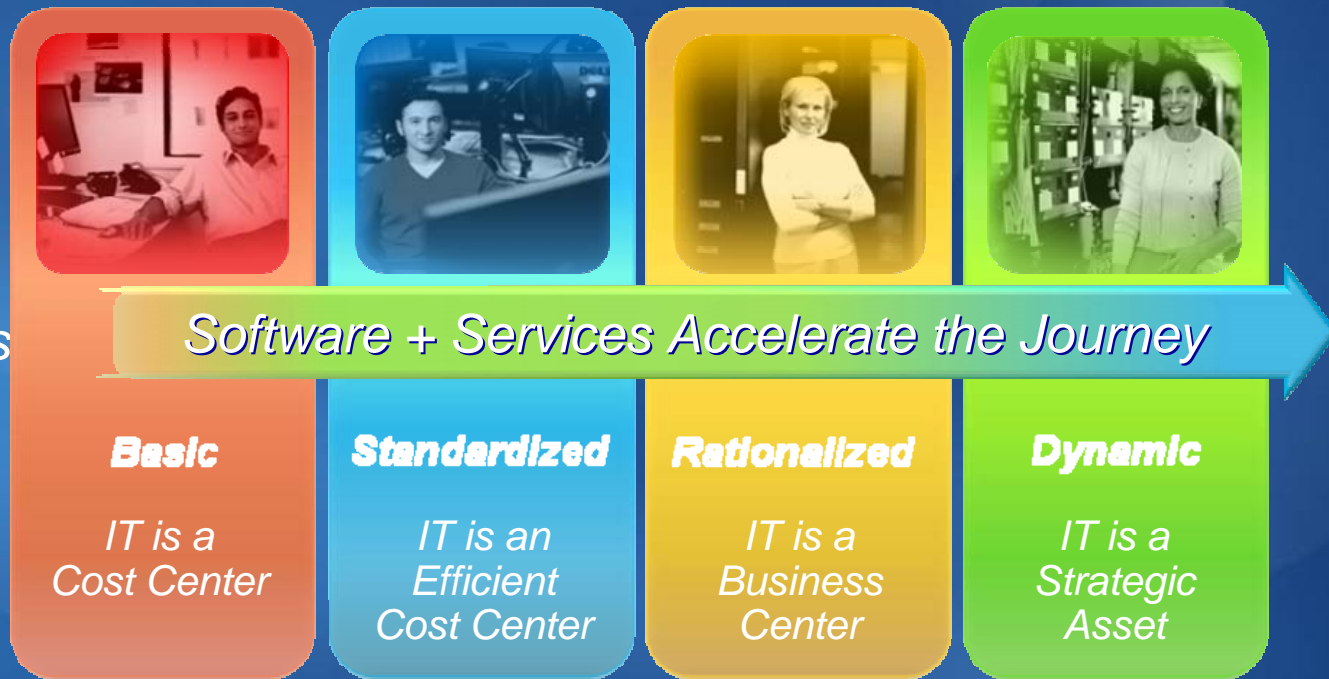 Software + Services Accelerate the Journey
s
Basic
IT is a
Cost Center
Standardized
IT is an
Efficient
Cost Center
Rationalized
IT is a
Business
Center
Dynamic
IT is a
Strategic
Asset